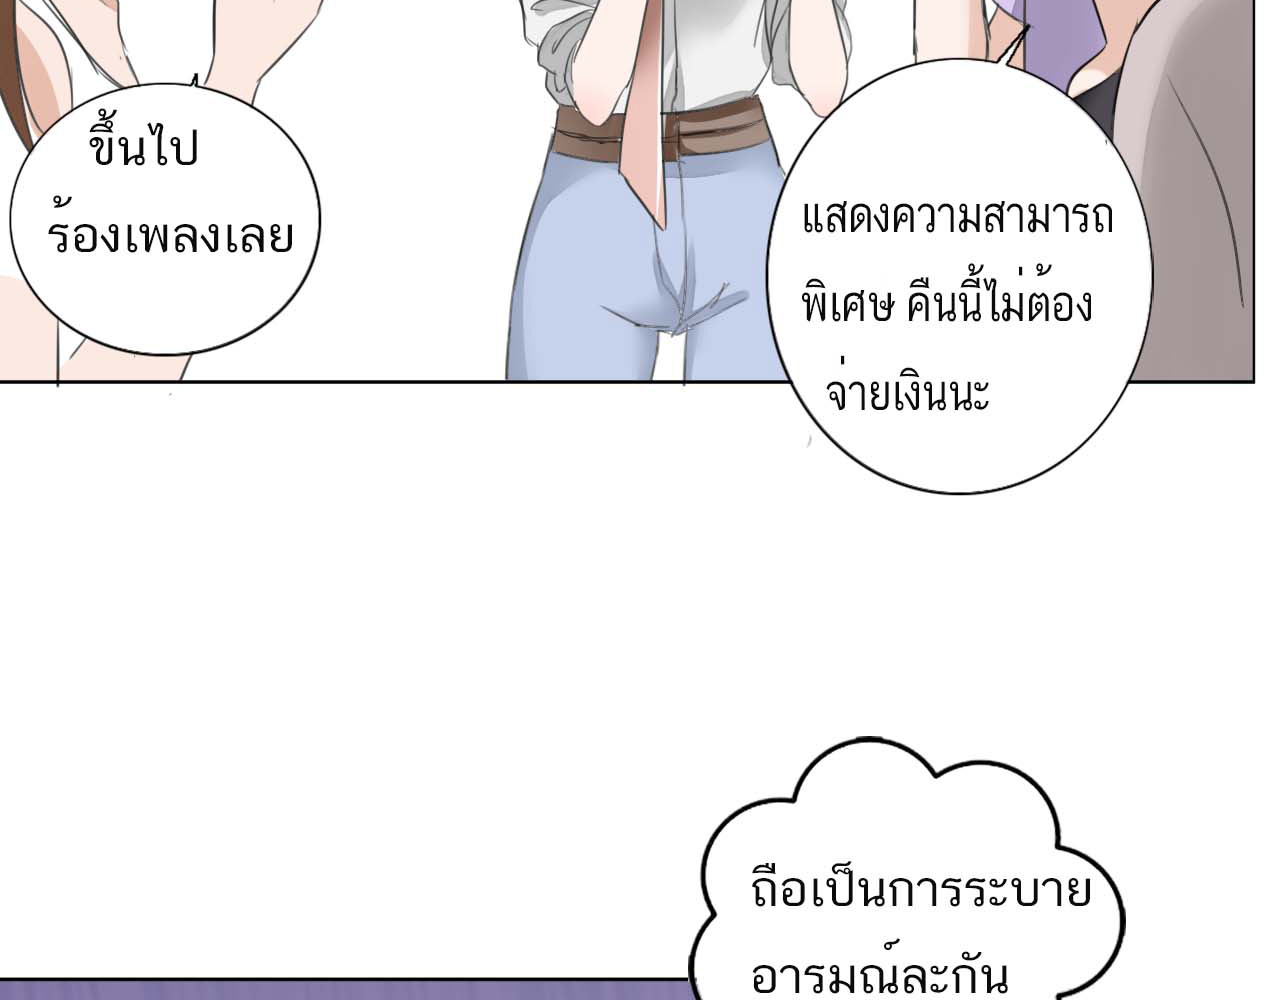 ขึ้นไป
ร้องเพลงเลย
แสดงความสามารถ
พิเศษ คืนนี้ไม่ต้อง
จ่ายเงินนะ
ถือเป็นการระบาย
อารมณ์ละกัน